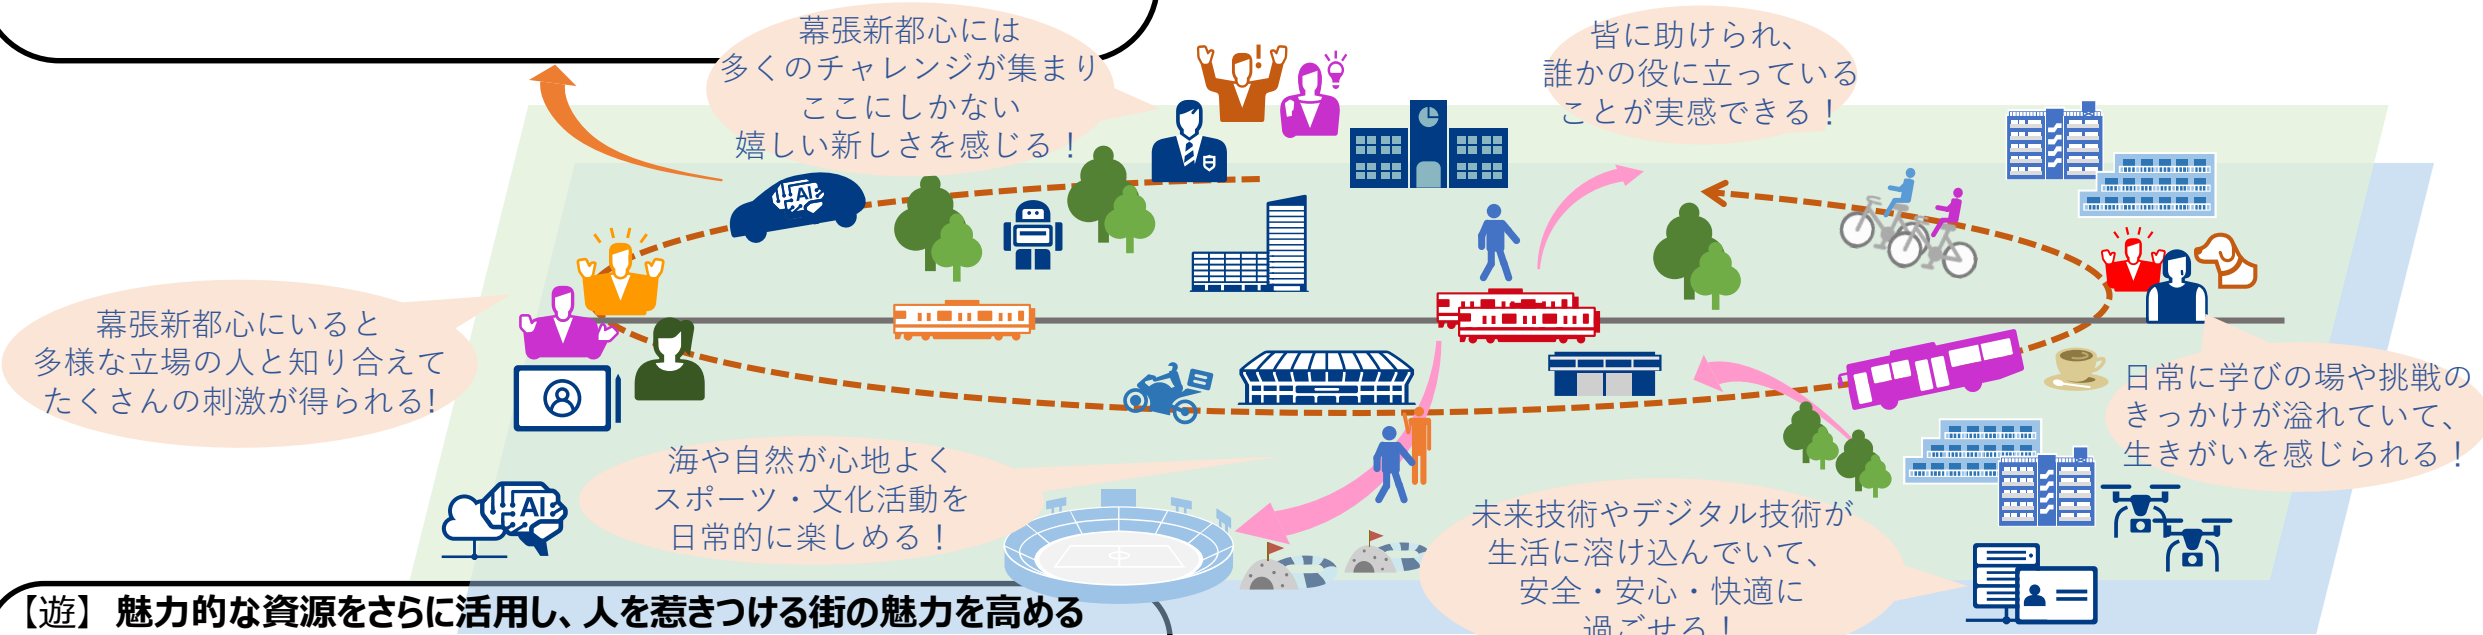 幕張新都心には
多くのチャレンジが集まり
ここにしかない
嬉しい新しさを感じる！
皆に助けられ、
誰かの役に立っている
ことが実感できる！
AI
幕張新都心にいると
多様な立場の人と知り合えて
たくさんの刺激が得られる!
日常に学びの場や挑戦の
きっかけが溢れていて、
生きがいを感じられる！
海や自然が心地よく
スポーツ・文化活動を
日常的に楽しめる！
AI
未来技術やデジタル技術が
生活に溶け込んでいて、
安全・安心・快適に
過ごせる！
【遊】 魅力的な資源をさらに活用し、人を惹きつける街の魅力を高める